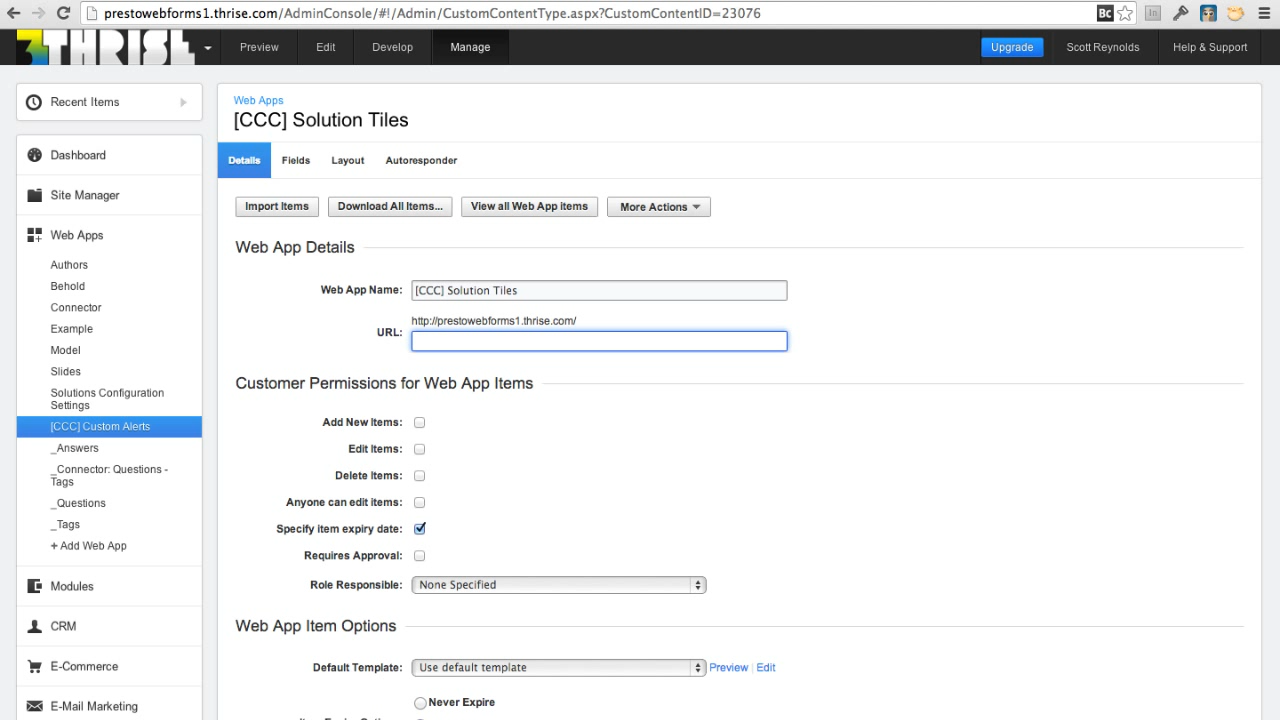 prestowebforms1.thrise.com/AdminConsole/#!/Admin/CustomContentType.aspx?CustomContentID=23076
Bc
in
3THRISE
Preview
Edit
Develop
Manage
Upgrade
Scott Reynolds
Help & Support
Recent Items
Dashboard
Site Manager
Web Apps
Authors
Behold
Connector
Example
Model
Slides
Solutions Configuration
Settings
[CCC] Custom Alerts
_Answers
_Connector: Questions -
Tags
_Questions
_Tags
+ Add Web App
Modules
CRM
E-Commerce
E-Mail Marketing
Web Apps
[CCC] Solution Tiles
Details
Fields
Layout
Autoresponder
Import Items
Download All Items...
View all Web App items
More Actions
Web App Details
Web App Name:
[CCC] Solution Tiles
http://prestowebforms1.thrise.com/
URL:
Customer Permissions for Web App Items
Add New Items:
Edit Items:
Delete Items:
Anyone can edit items:
Specify item expiry date:
Requires Approval:
Role Responsible:
None Specified
Web App Item Options
Default Template:
Use default template
Preview | Edit
Never Expire